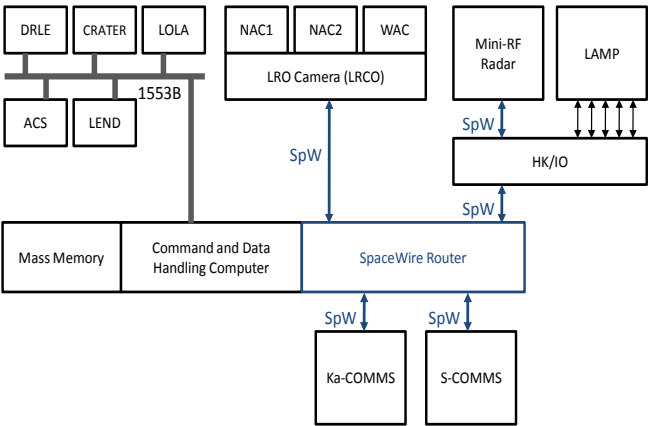 DRLE
CRATER
LOLA
NAC1
NAC2
WAC
Mini-RF
Radar
LAMP
LRO Camera (LRCO)
1553B
ACS
LEND
SpW
SpW
HK/IO
SpW
Mass Memory
Command and Data
Handling Computer
SpaceWire Router
SpW
SpW
Ka-COMMS
S-COMMS